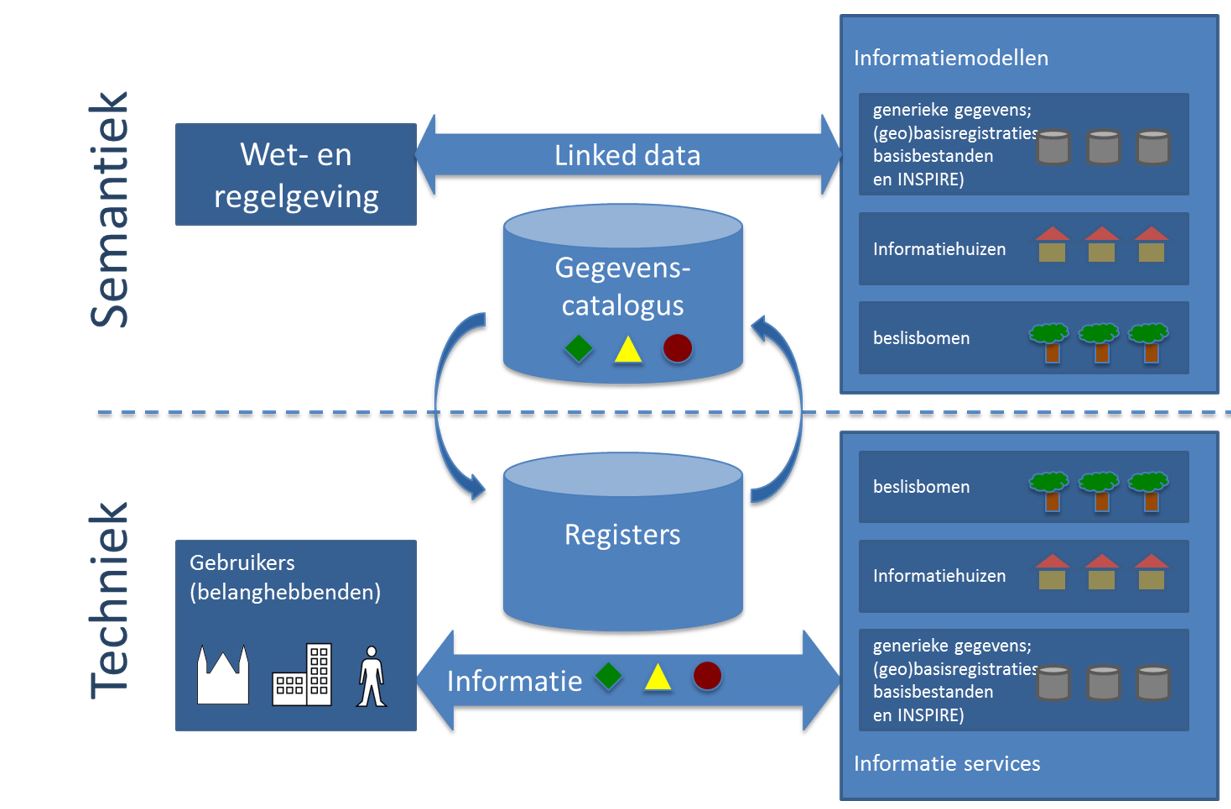 Semantiek
Wet- en
regelgeving
Linked data
Gegevens-
catalogus
Informatiemodellen
generieke gegevens;
(geo)basisregistraties
basisbestanden
en INSPIRE)
Informatiehuizen
beslisbomen
Techniek
Gebruikers
(belanghebbenden)
Registers
Informatie
beslisbomen
Informatiehuizen
generieke gegevens;
(geo)basisregistraties
basisbestanden
en INSPIRE)
Informatie services